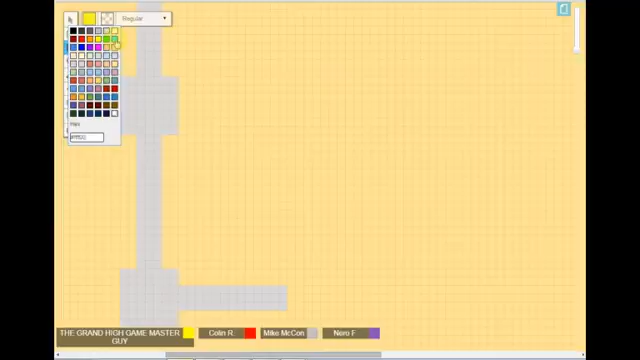 Regular
THE GRAND HIGH GAME MASTER GUY
Colin R.
Mike McCon
Nero F